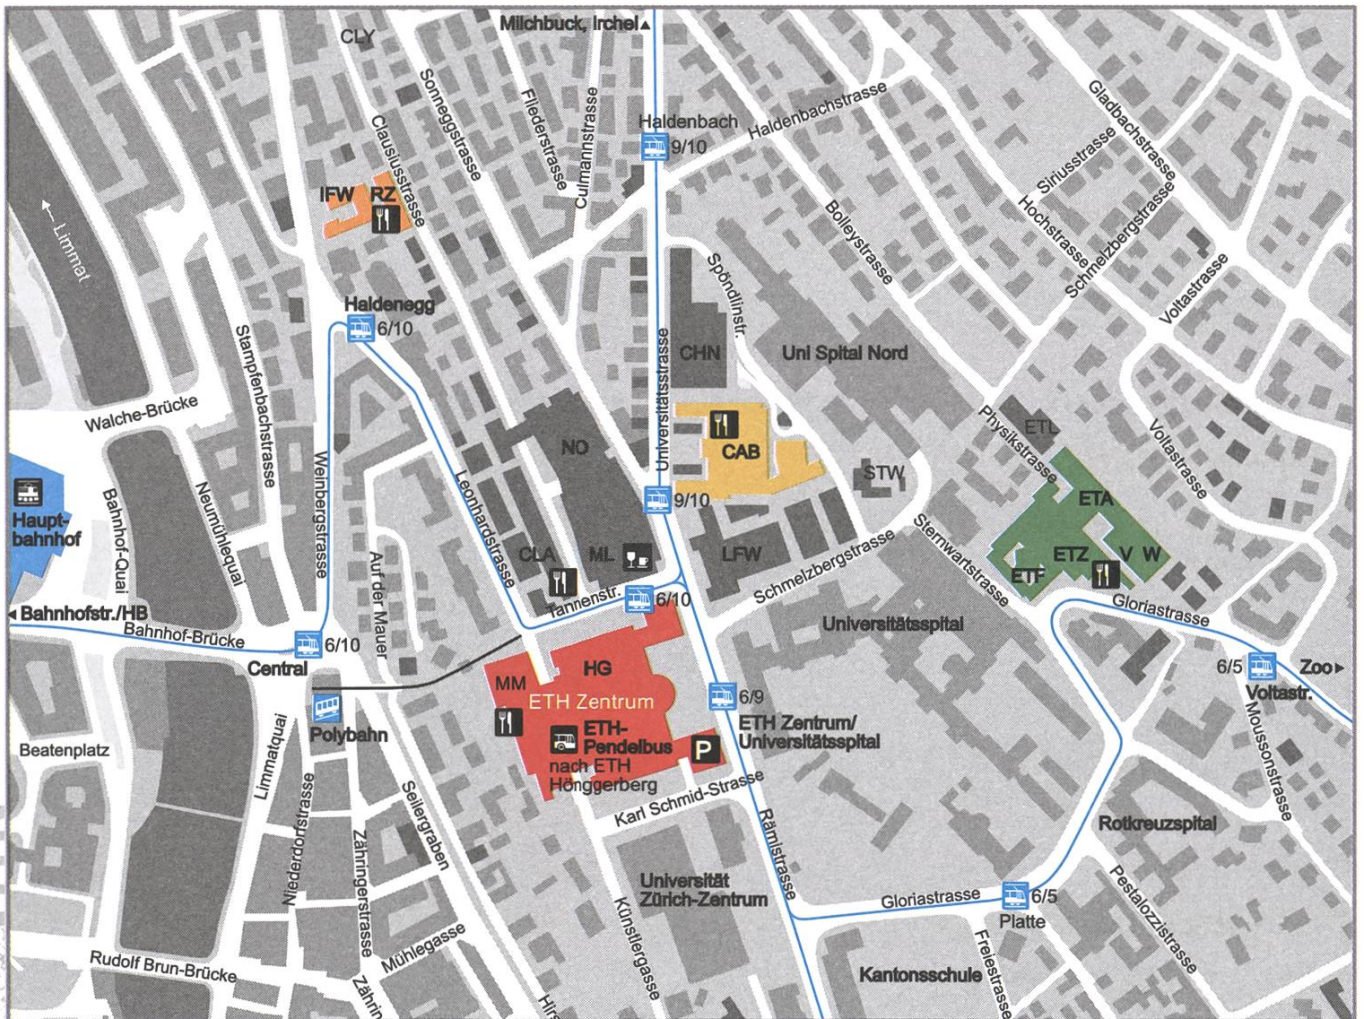 Milchbuck, Irchel
CLY
Sonneggstrasse
Fliederstrasse
Culmannstrasse
Clausiusstrasse
Haldenbach
9/10
Haldenbachstrasse
Gladbachstrasse
Siriusstrasse
Hochstrasse
Schmelzbergstrasse
Voltastrasse
Bolleystrasse
IFW RZ
Limmat
Spöndlinstr.
Haldenegg
6/10
Stampfenbachstrasse
Universitätsstrasse
CHN
Uni Spital Nord
Walche-Brücke
Weinbergstrasse
NO
CAB
Physikstrasse
ETL
Voltastrasse
STW
Leonhardstrasse
9/10
ETA
Haupt-
bahnhof
Bahnhof-Quai
Neumühlequai
Auf der Mauer
CLA
ML
LFW
Schmelzbergstrasse
Sternwartstrasse
ETZ V W
ETF
Tannenstr.
6/10
Gloriastrasse
Bahnhofstr./HB
Bahnhof-Brücke
6/10
Central
Universitätsspital
6/5
Zoo
Voltastr.
HG
MM
ETH Zentrum
6/9
ETH Zentrum/
Universitätsspital
Polybahn
ETH-
Pendelbus
nach ETH
Hönggerberg
P
Beatenplatz
Limmatquai
Niederdorfstrasse
Zähringerstrasse
Seilergraben
Karl Schmid-Strasse
Rämistrasse
Moussonstrasse
Rotkreuzspital
Universität
Zürich-Zentrum
Gloriastrasse
6/5
Platte
Pestalozzistrasse
Künstlergasse
Freiestrasse
Mühlegasse
Rudolf Brun-Brücke
Kantonsschule
Zährin
Hirs